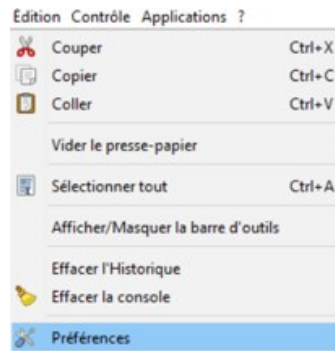 Édition Contrôle Applications ?
Couper Ctrl+X
Copier Ctrl+C
Coller Ctrl+V
Vider le presse-papier
Sélectionner tout Ctrl+A
Afficher/Masquer la barre d'outils
Effacer l'Historique
Effacer la console
Préférences